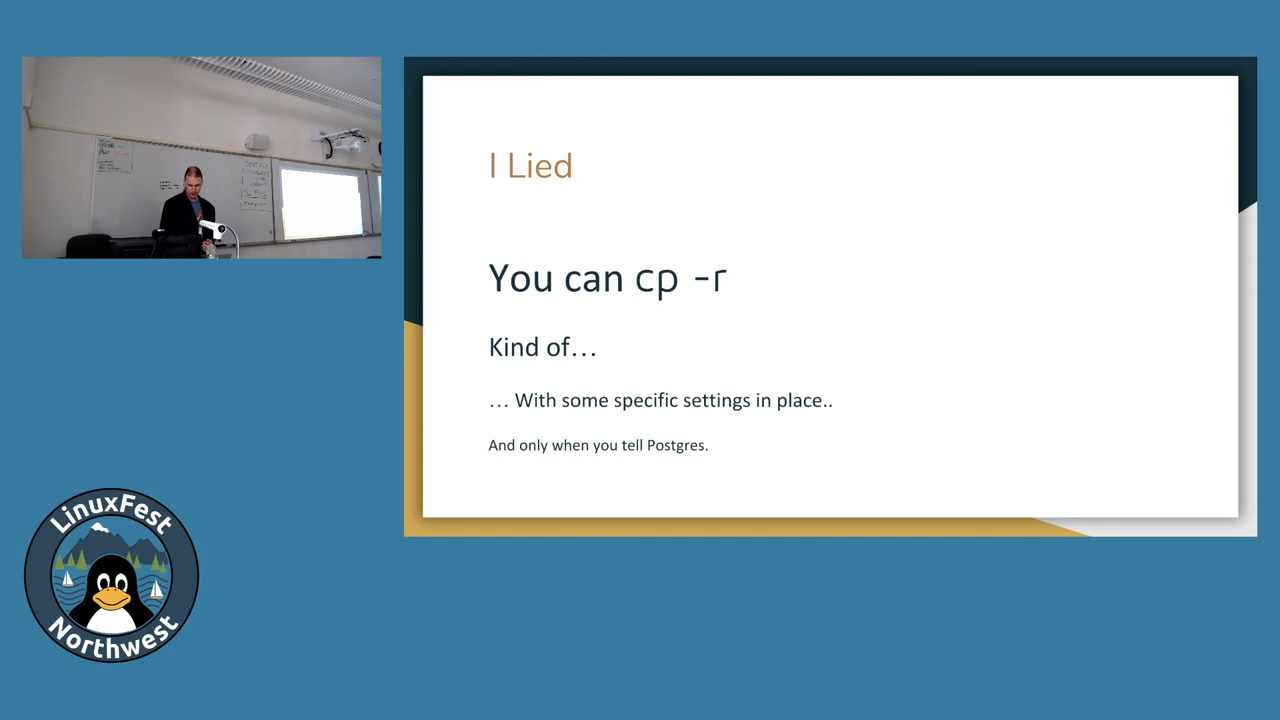 I Lied
You can cp -r
Kind of…
… With some specific settings in place..
And only when you tell Postgres.
LinuxFest
Northwest